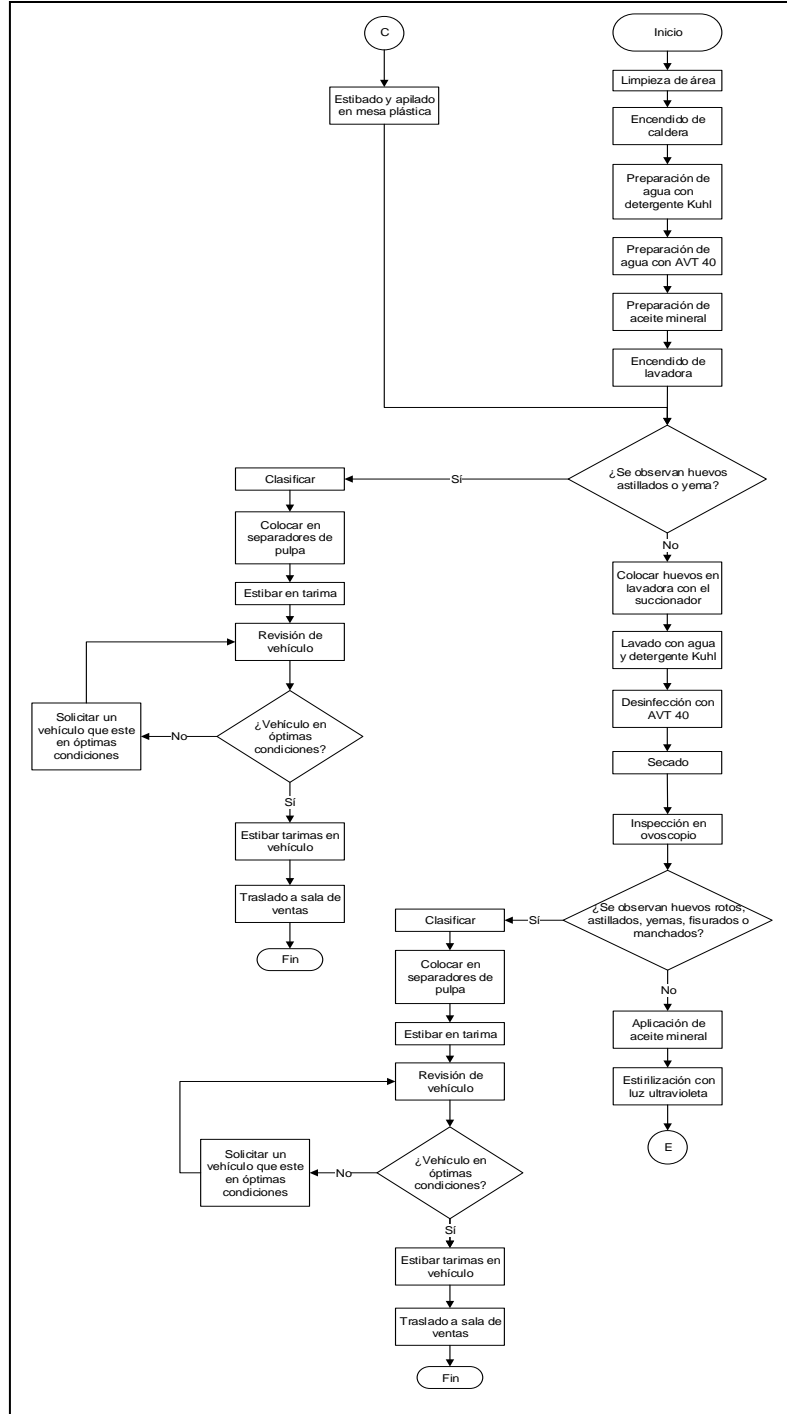 C
Estibado y apilado
en mesa plástica
Inicio
Limpieza de área
Encendido de
caldera
Preparación de
agua con
detergente Kuhl
Preparación de
agua con AVT 40
Preparación de
aceite mineral
Encendido de
lavadora
¿Se observan huevos
astillados o yema?
Sí
Clasificar
Colocar en
separadores de
pulpa
Estibar en tarima
Revisión de
vehículo
¿Vehículo en
óptimas
condiciones?
No
Solicitar un
vehículo que este
en óptimas
condiciones
Sí
Estibar tarimas en
vehículo
Traslado a sala de
ventas
Fin
No
Colocar huevos en
lavadora con el
succionador
Lavado con agua
y detergente Kuhl
Desinfección con
AVT 40
Secado
Inspección en
ovoscopio
¿Se observan huevos rotos,
astillados, yemas, fisurados o
manchados?
Sí
Clasificar
Colocar en
separadores de
pulpa
Estibar en tarima
Revisión de
vehículo
¿Vehículo en
óptimas
condiciones?
No
Solicitar un
vehículo que este
en óptimas
condiciones
Sí
Estibar tarimas en
vehículo
Traslado a sala de
ventas
Fin
No
Aplicación de
aceite mineral
Estirilización con
luz ultravioleta
E